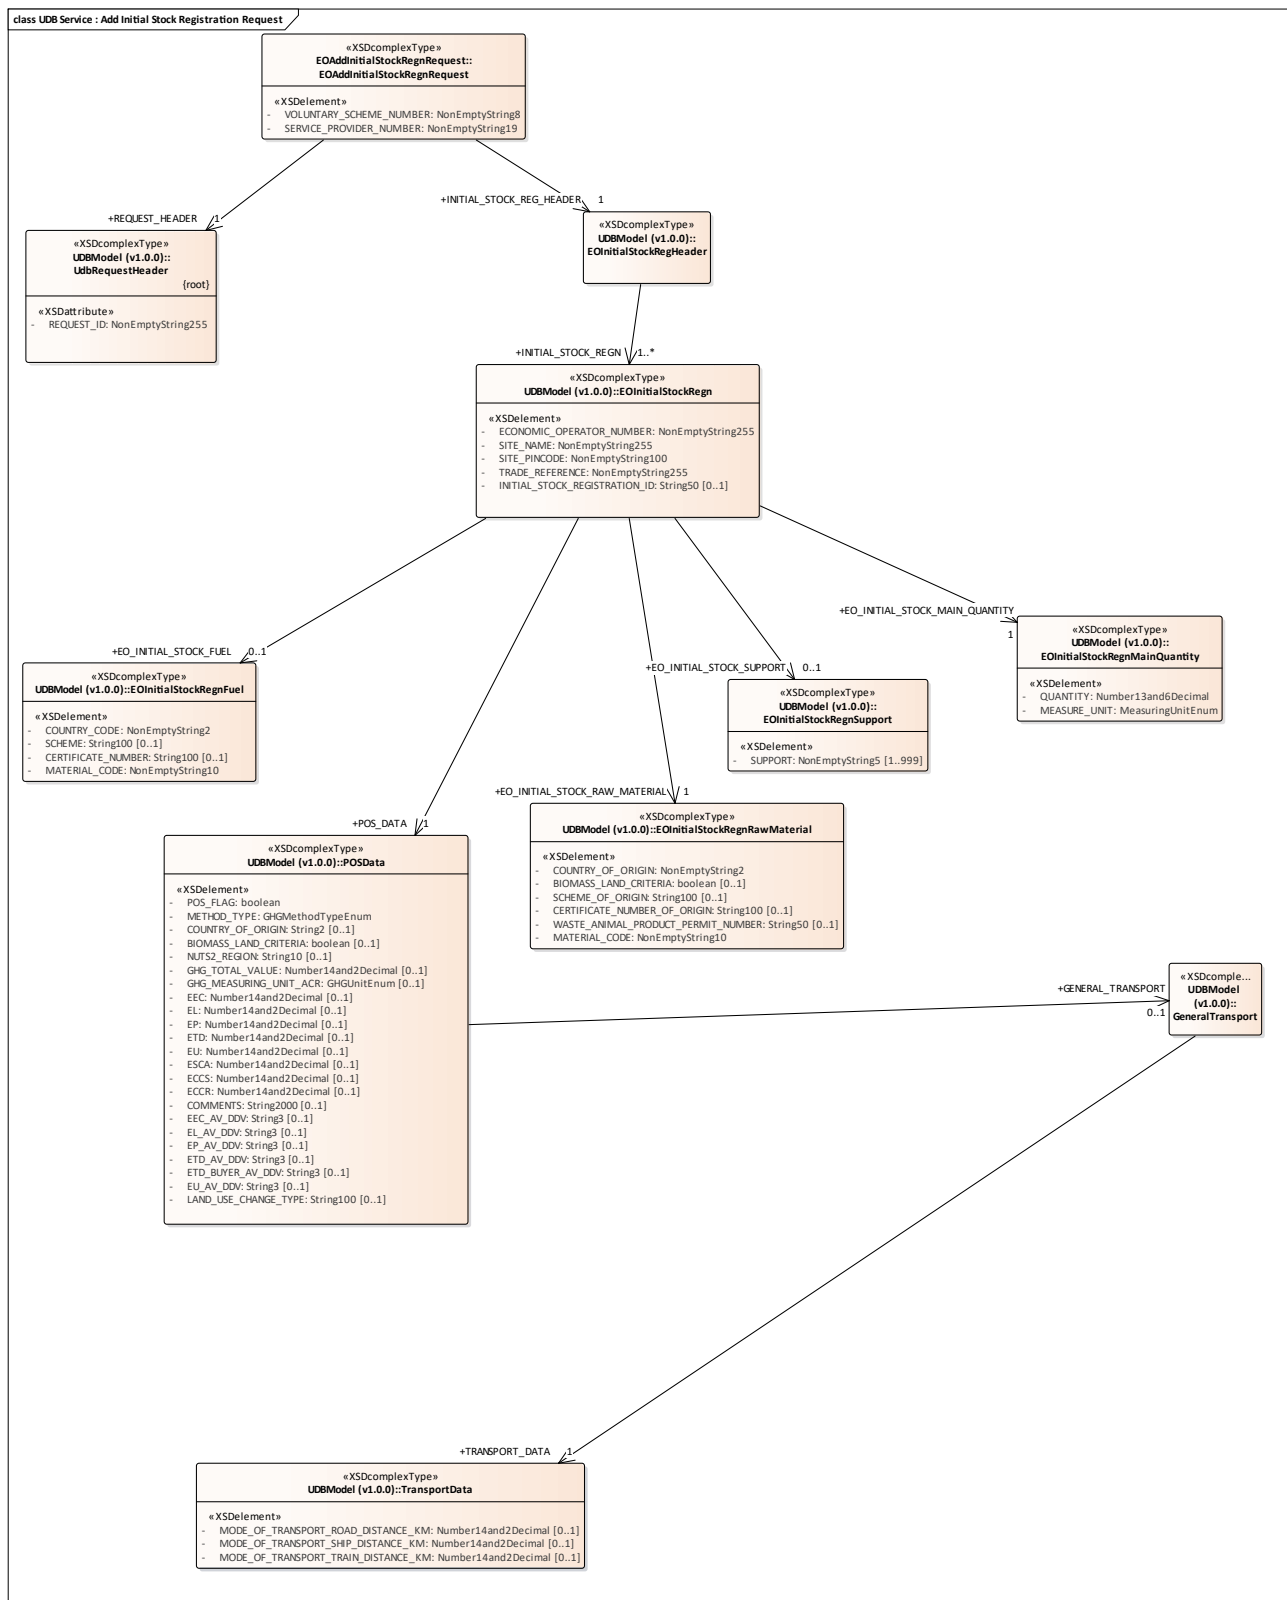 class UDB Service : Add Initial Stock Registration Request
«XSDcomplexType»
EOAddInitialStockRegnRequest::
EOAddInitialStockRegnRequest
«XSDelement»
- VOLUNTARY_SCHEME_NUMBER: NonEmptyString8
- SERVICE_PROVIDER_NUMBER: NonEmptyString19
+INITIAL_STOCK_REG_HEADER 1
+REQUEST_HEADER 1
«XSDcomplexType»
UDBModel (v1.0.0)::
EOInitialStockRegHeader
«XSDcomplexType»
UDBModel (v1.0.0)::
UdbRequestHeader
{root}
«XSDattribute»
- REQUEST_ID: NonEmptyString255
+INITIAL_STOCK_REGN 1..*
«XSDcomplexType»
UDBModel (v1.0.0)::EOInitialStockRegn
«XSDelement»
- ECONOMIC_OPERATOR_NUMBER: NonEmptyString255
- SITE_NAME: NonEmptyString255
- SITE_PINCODE: NonEmptyString100
- TRADE_REFERENCE: NonEmptyString255
- INITIAL_STOCK_REGISTRATION_ID: String50 [0..1]
+EO_INITIAL_STOCK_MAIN_QUANTITY
1
«XSDcomplexType»
UDBModel (v1.0.0)::
EOInitialStockRegnMainQuantity
«XSDelement»
- QUANTITY: Number13and6Decimal
- MEASURE_UNIT: MeasuringUnitEnum
+EO_INITIAL_STOCK_FUEL 0..1
«XSDcomplexType»
UDBModel (v1.0.0)::EOInitialStockRegnFuel
«XSDelement»
- COUNTRY_CODE: NonEmptyString2
- SCHEME: String100 [0..1]
- CERTIFICATE_NUMBER: String100 [0..1]
- MATERIAL_CODE: NonEmptyString10
+EO_INITIAL_STOCK_SUPPORT 0..1
«XSDcomplexType»
UDBModel (v1.0.0)::
EOInitialStockRegnSupport
«XSDelement»
- SUPPORT: NonEmptyString5 [1..999]
+EO_INITIAL_STOCK_RAW_MATERIAL 1
«XSDcomplexType»
UDBModel (v1.0.0)::EOInitialStockRegnRawMaterial
«XSDelement»
- COUNTRY_OF_ORIGIN: NonEmptyString2
- BIOMASS_LAND_CRITERIA: boolean [0..1]
- SCHEME_OF_ORIGIN: String100 [0..1]
- CERTIFICATE_NUMBER_OF_ORIGIN: String100 [0..1]
- WASTE_ANIMAL_PRODUCT_PERMIT_NUMBER: String50 [0..1]
- MATERIAL_CODE: NonEmptyString10
+POS_DATA 1
«XSDcomplexType»
UDBModel (v1.0.0)::POSData
«XSDelement»
- POS_FLAG: boolean
- METHOD_TYPE: GHGMethodTypeEnum
- COUNTRY_OF_ORIGIN: String2 [0..1]
- BIOMASS_LAND_CRITERIA: boolean [0..1]
- NUTS2_REGION: String10 [0..1]
- GHG_TOTAL_VALUE: Number14and2Decimal [0..1]
- GHG_MEASURING_UNIT_ACR: GHGUnitEnum [0..1]
- EEC: Number14and2Decimal [0..1]
- EL: Number14and2Decimal [0..1]
- EP: Number14and2Decimal [0..1]
- ETD: Number14and2Decimal [0..1]
- EU: Number14and2Decimal [0..1]
- ESCA: Number14and2Decimal [0..1]
- ECCS: Number14and2Decimal [0..1]
- ECCR: Number14and2Decimal [0..1]
- COMMENTS: String2000 [0..1]
- EEC_AV_DDV: String3 [0..1]
- EL_AV_DDV: String3 [0..1]
- EP_AV_DDV: String3 [0..1]
- ETD_AV_DDV: String3 [0..1]
- ETD_BUYER_AV_DDV: String3 [0..1]
- EU_AV_DDV: String3 [0..1]
- LAND_USE_CHANGE_TYPE: String100 [0..1]
+GENERAL_TRANSPORT
0..1
«XSDcomple...
UDBModel
(v1.0.0)::
GeneralTransport
+TRANSPORT_DATA 1
«XSDcomplexType»
UDBModel (v1.0.0)::TransportData
«XSDelement»
- MODE_OF_TRANSPORT_ROAD_DISTANCE_KM: Number14and2Decimal [0..1]
- MODE_OF_TRANSPORT_SHIP_DISTANCE_KM: Number14and2Decimal [0..1]
- MODE_OF_TRANSPORT_TRAIN_DISTANCE_KM: Number14and2Decimal [0..1]